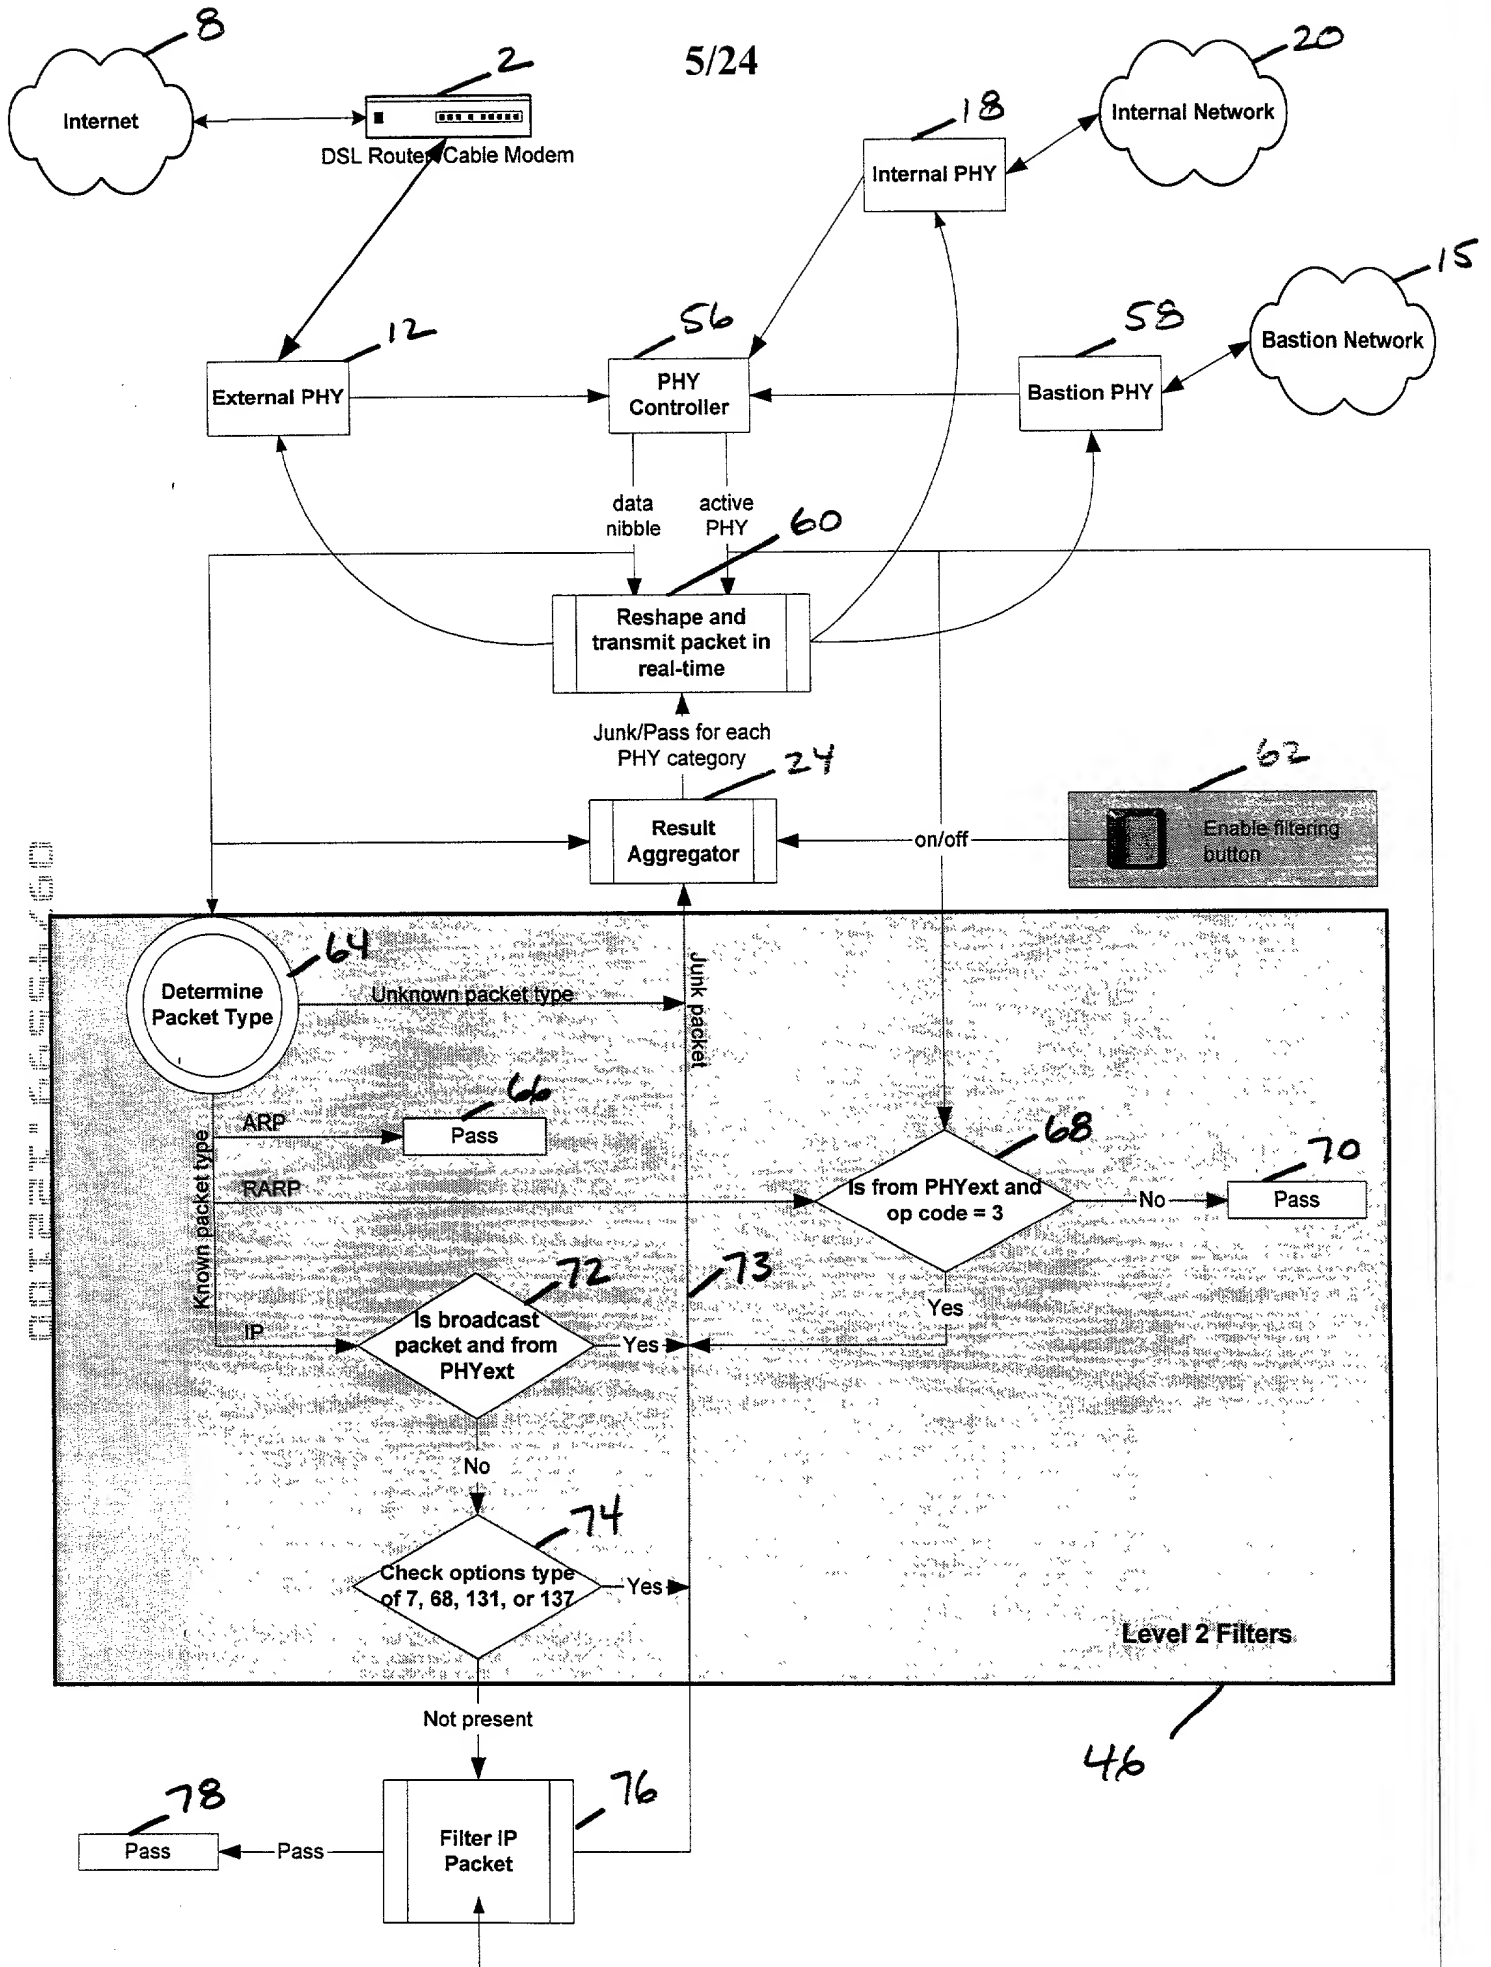 8
2
5/24
20
18
Internet
Internal Network
DSL Router/Cable Modem
Internal PHY
15
12
56
58
Bastion Network
External PHY
PHY
Controller
Bastion PHY
data
nibble
active
PHY
60
Reshape and
transmit packet in
real-time
Junk/Pass for each
PHY category
24
62
Result
Aggregator
on/off
Enable filtering
button
64
Determine
Packet Type
Unknown packet type
Junk packet
66
ARP
Pass
68
70
Known packet type
RARP
Is from PHYext and
op code = 3
No
Pass
72
73
Yes
IP
Is broadcast
packet and from
PHYext
Yes
No
74
Check options type
of 7, 68, 131, or 137
Yes
Level 2 Filters
46
Not present
78
76
Pass
Pass
Filter IP
Packet